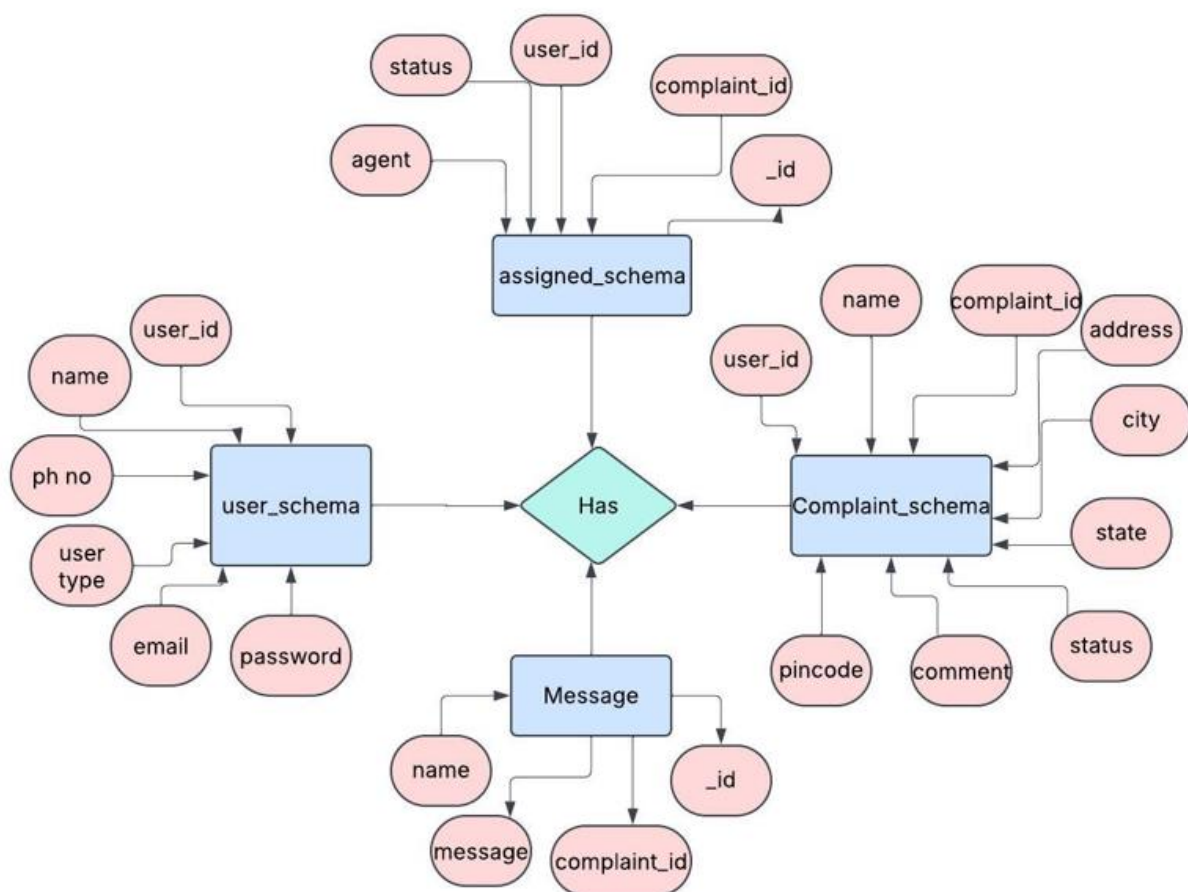 user_id
status
complaint_id
agent
_id
assigned_schema
name
complaint_id
user_id
address
user_id
name
city
ph no
user_schema
Has
Complaint_schema
state
user
type
email
password
Message
pincode
comment
status
name
_id
message
complaint_id